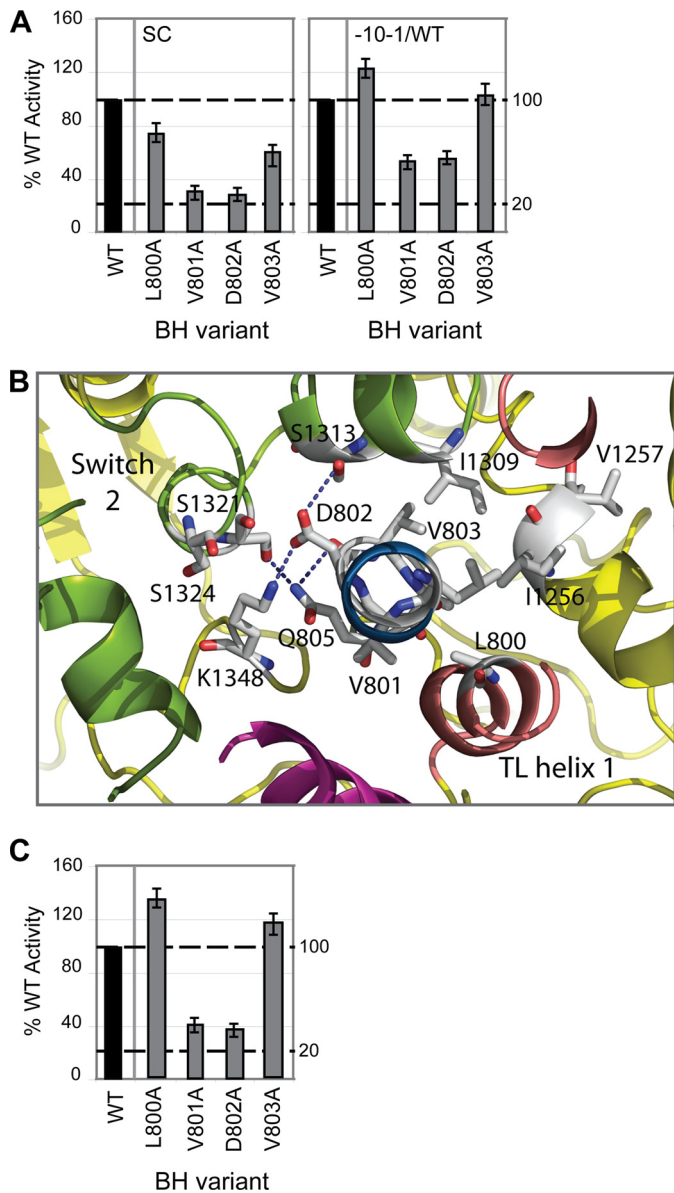 A
SC
-10-1/WT
% WT Activity
160
120
80
40
0
100
20
WT
L800A
V801A
D802A
V803A
WT
L800A
V801A
D802A
V803A
BH variant
BH variant
B
S1313
I1309
V1257
Switch
2
S1321
D802
V803
S1324
I1256
Q805
L800
K1348
V801
TL helix 1
C
% WT Activity
160
120
80
40
0
100
20
WT
L800A
V801A
D802A
V803A
BH variant